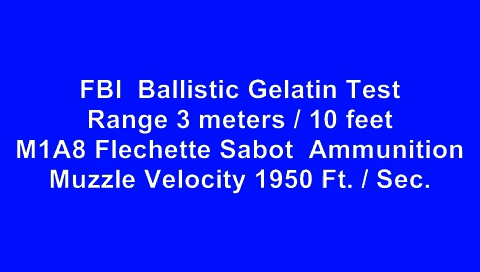 FBI  Ballistic Gelatin Test
Range 3 meters / 10 feet
M1A8 Flechette Sabot  Ammunition
Muzzle Velocity 1950 Ft. / Sec.